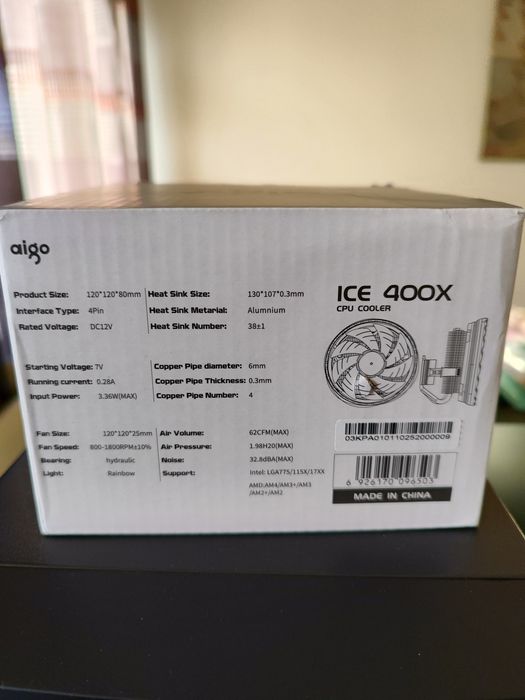 aigo
Product Size: 120*120*80mm Heat Sink Size: 130*107*0.3mm
Interface Type: 4Pin Heat Sink Metarial: Alumnium
Rated Voltage: DC12V Heat Sink Number: 38±1
ICE 400X
CPU COOLER
Starting Voltage: 7V Copper Pipe diameter: 6mm
Running current: 0.28A Copper Pipe Thickness: 0.3mm
Input Power: 3.36W(MAX) Copper Pipe Number: 4
Fan Size: 120*120*25mm Air Volume: 62CFM(MAX)
Fan Speed: 800-1800RPM±10% Air Pressure: 1.98H20(MAX)
Bearing: hydraulic Noise: 32.8dBA(MAX)
Light: Rainbow Support: Intel: LGA775/115X/17XX
AMD:AM4/AM3+/AM3
/AM2+/AM2
03KPA01011025200009
6 926170 096503
MADE IN CHINA